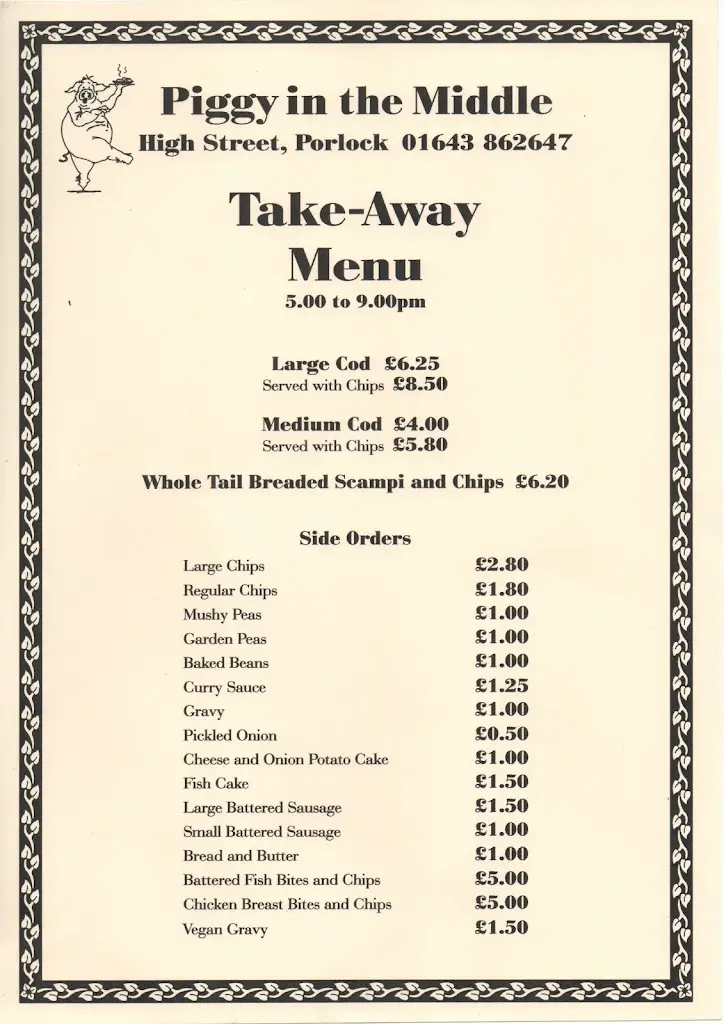 Piggy in the Middle
High Street, Porlock 01643 862647
Take-Away
Menu
5.00 to 9.00pm
Large Cod £6.25
Served with Chips £8.50
Medium Cod £4.00
Served with Chips £5.80
Whole Tail Breaded Scampi and Chips £6.20
Side Orders
Large Chips £2.80
Regular Chips £1.80
Mushy Peas £1.00
Garden Peas £1.00
Baked Beans £1.00
Curry Sauce £1.25
Gravy £1.00
Pickled Onion £0.50
Cheese and Onion Potato Cake £1.00
Fish Cake £1.50
Large Battered Sausage £1.50
Small Battered Sausage £1.00
Bread and Butter £1.00
Battered Fish Bites and Chips £5.00
Chicken Breast Bites and Chips £5.00
Vegan Gravy £1.50